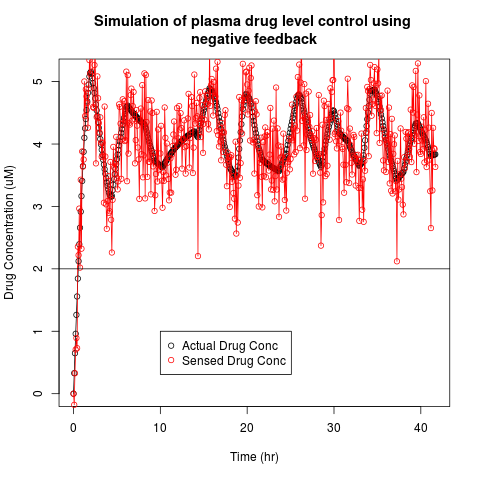 Simulation of plasma drug level control using
negative feedback
Drug Concentration (uM)
5
4
3
2
1
0
Actual Drug Conc
Sensed Drug Conc
0 10 20 30 40
Time (hr)